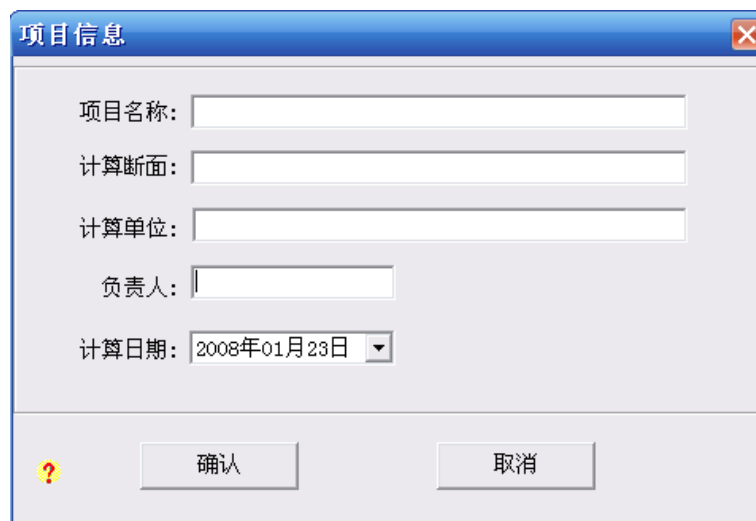 项目信息
项目名称:
计算断面:
计算单位:
负责人:
计算日期: 2008年01月23日
? 确认 取消